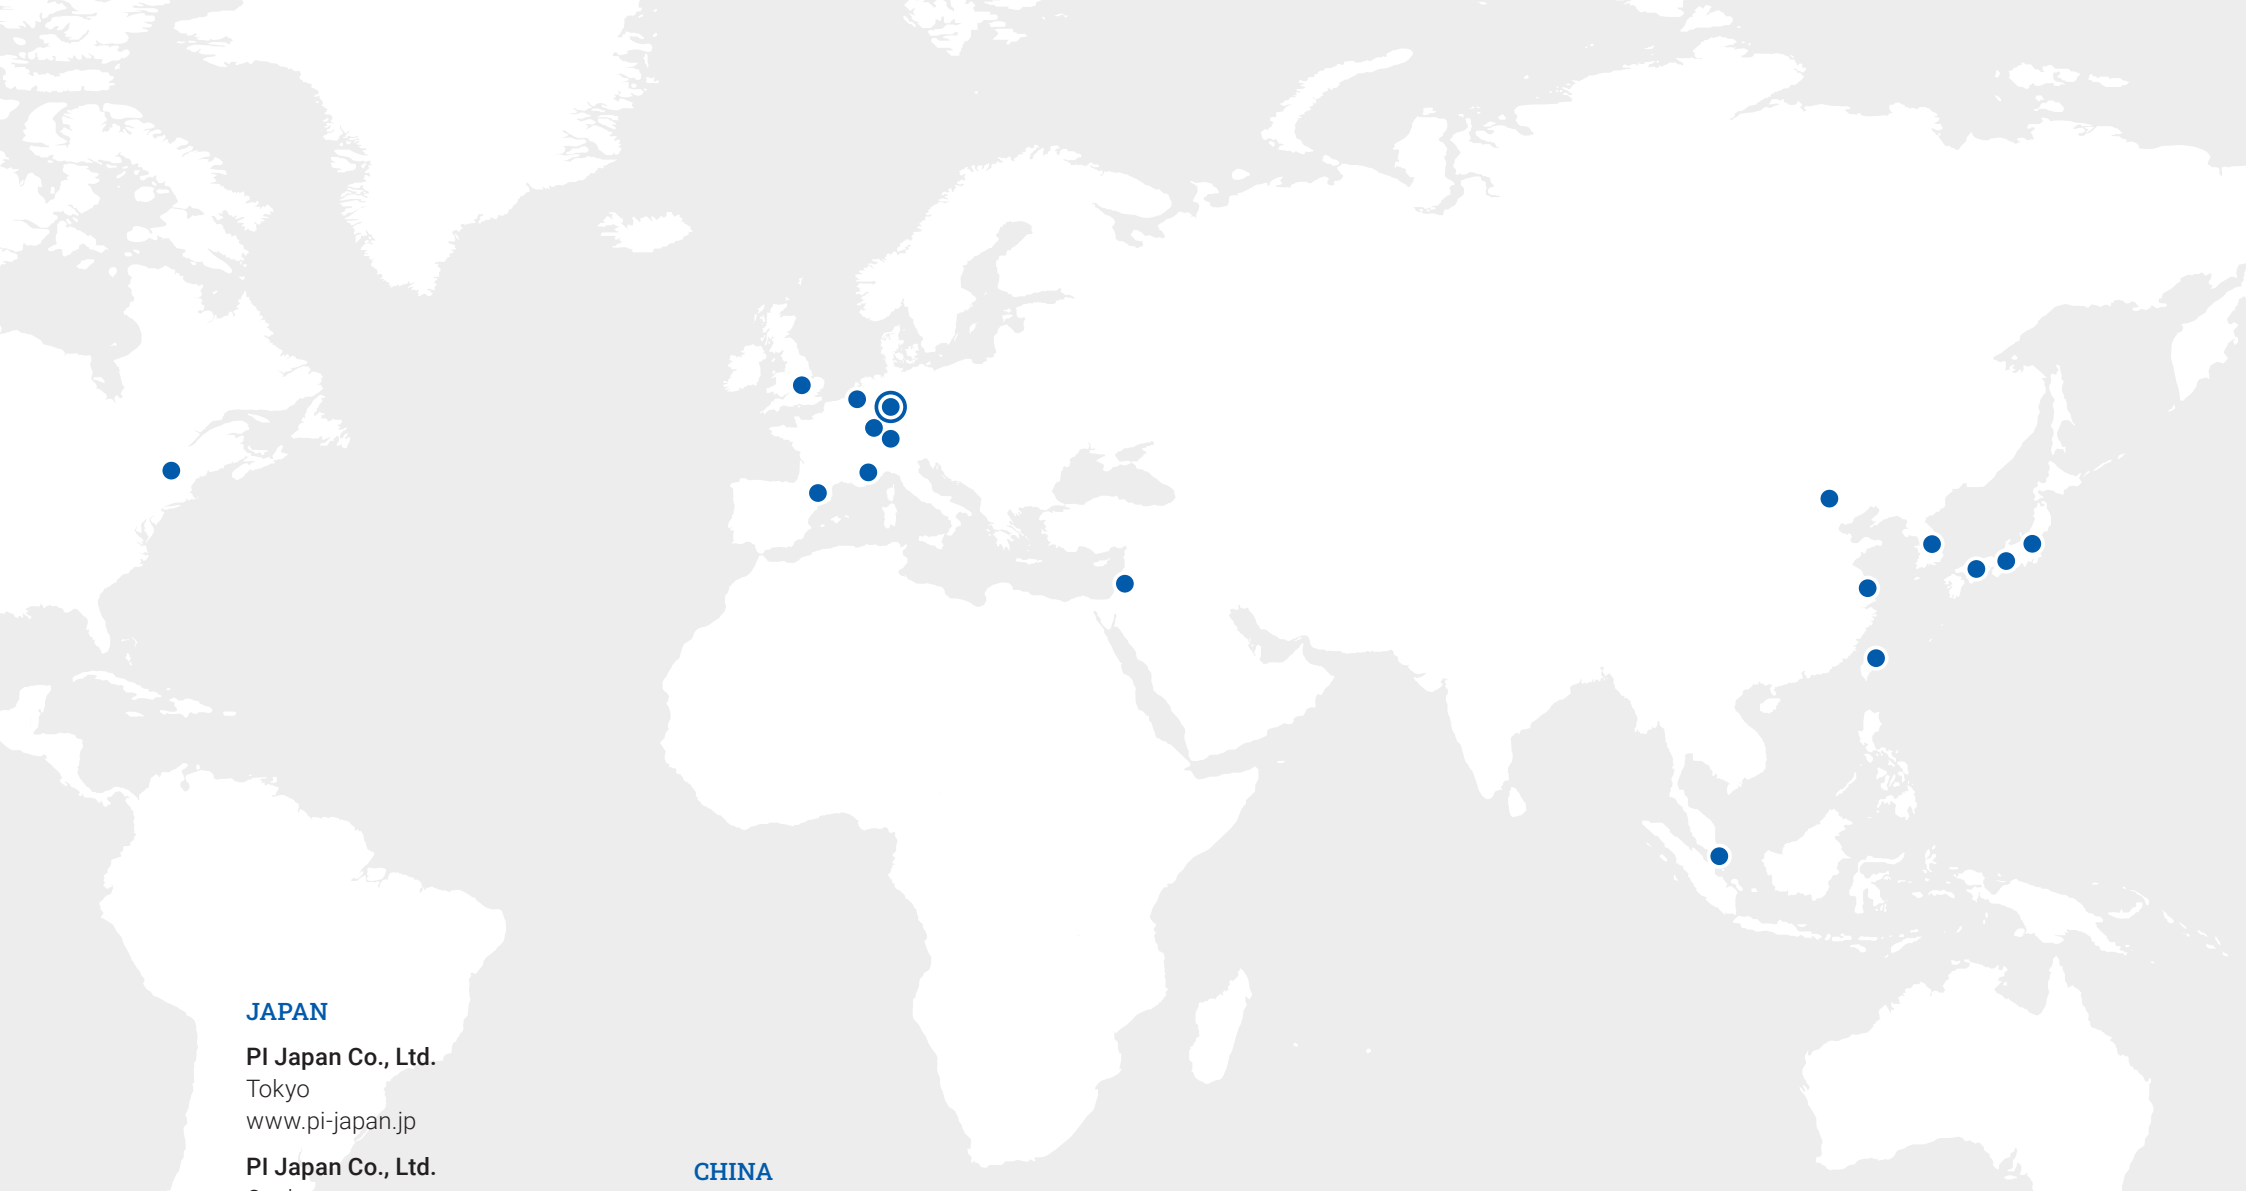 JAPAN
PI Japan Co., Ltd.
Tokyo
www.pi-japan.jp
PI Japan Co., Ltd.
CHINA